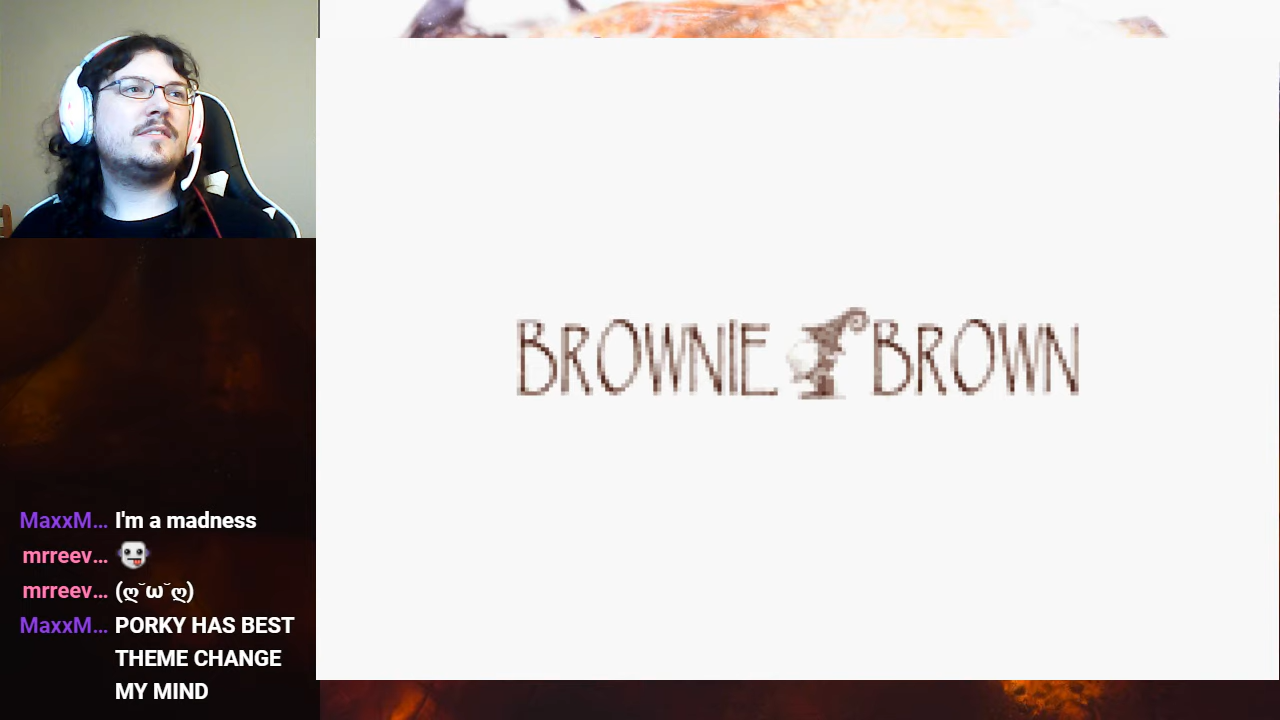 BROWNIE BROWN
MaxxM... I'm a madness
mrreev... 👻
mrreev... (ღ˘ω˘ღ)
MaxxM... PORKY HAS BEST
THEME CHANGE
MY MIND